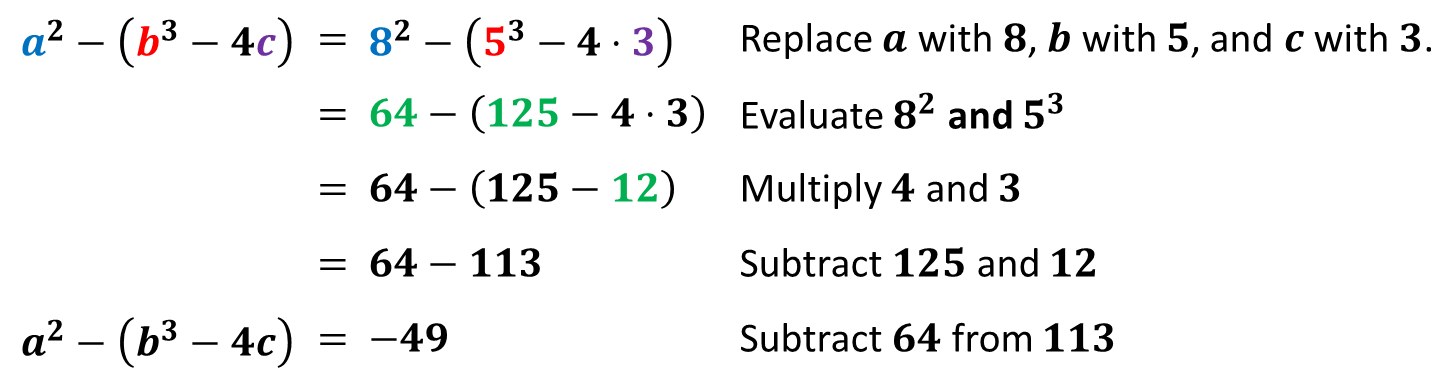 a² − (b³ − 4c) = 8² − (5³ − 4 · 3) Replace a with 8, b with 5, and c with 3.
= 64 − (125 − 4 · 3) Evaluate 8² and 5³
= 64 − (125 − 12) Multiply 4 and 3
= 64 − 113 Subtract 125 and 12
a² − (b³ − 4c) = −49 Subtract 64 from 113